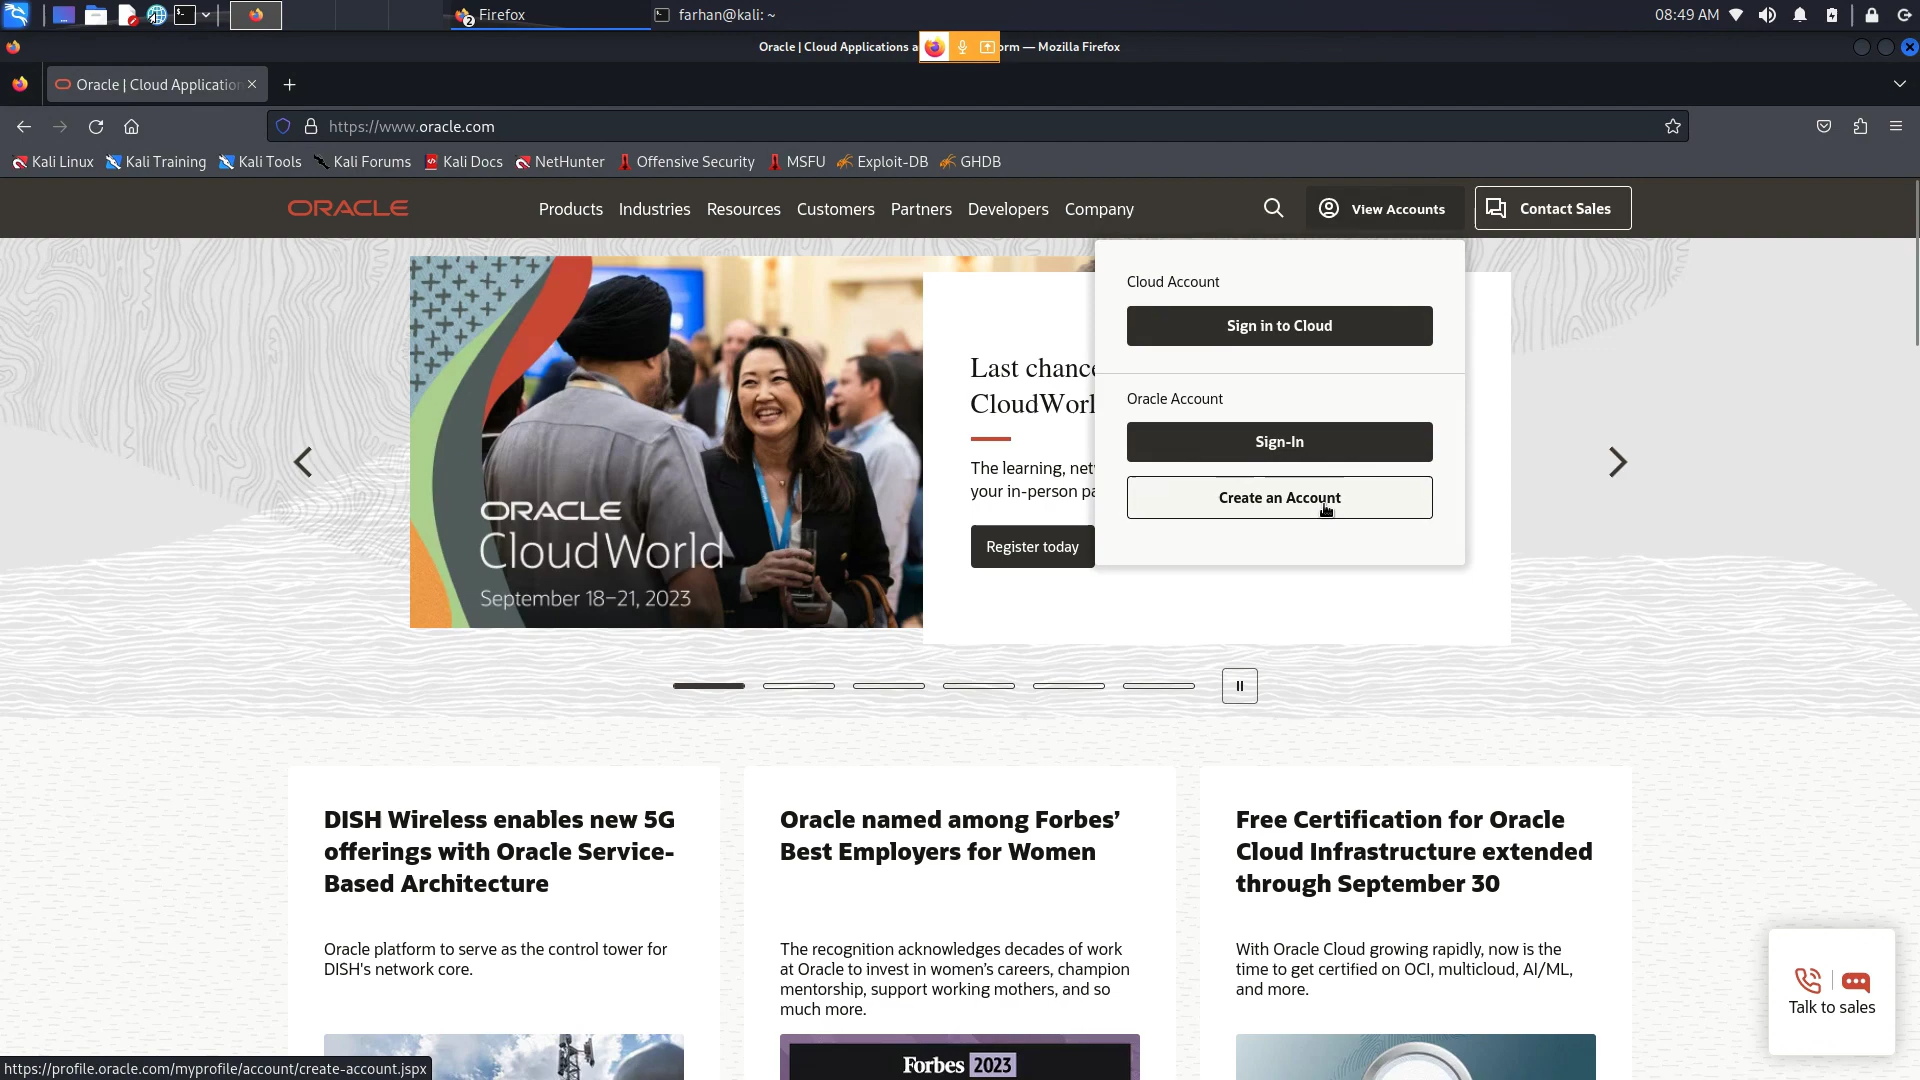 Firefox
2
farhan@kali: ~
08:49 AM
Oracle | Cloud Applications a
orm — Mozilla Firefox
Oracle | Cloud Application
https://www.oracle.com
Kali Linux
Kali Training
Kali Tools
Kali Forums
Kali Docs
NetHunter
Offensive Security
MSFU
Exploit-DB
GHDB
ORACLE
Products
Industries
Resources
Customers
Partners
Developers
Company
View Accounts
Contact Sales
Cloud Account
Sign in to Cloud
Oracle Account
Sign-In
Create an Account
Last chance
CloudWorl
The learning, net
your in-person pa
Register today
ORACLE
CloudWorld
September 18–21, 2023
DISH Wireless enables new 5G
offerings with Oracle Service-
Based Architecture
Oracle platform to serve as the control tower for
DISH's network core.
Oracle named among Forbes’
Best Employers for Women
The recognition acknowledges decades of work
at Oracle to invest in women’s careers, champion
mentorship, support working mothers, and so
much more.
Forbes 2023
Free Certification for Oracle
Cloud Infrastructure extended
through September 30
With Oracle Cloud growing rapidly, now is the
time to get certified on OCI, multicloud, AI/ML,
and more.
Talk to sales
https://profile.oracle.com/myprofile/account/create-account.jspx